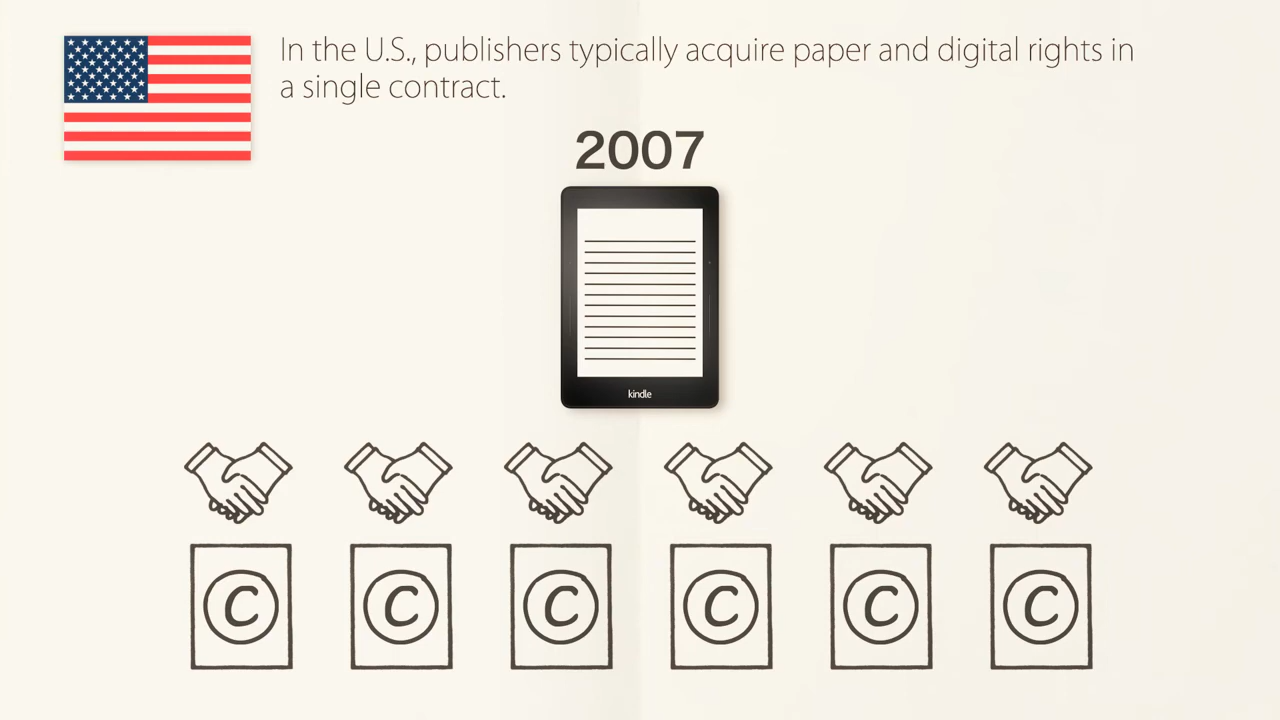 In the U.S., publishers typically acquire paper and digital rights in
a single contract.
2007
kindle
© © © © © ©